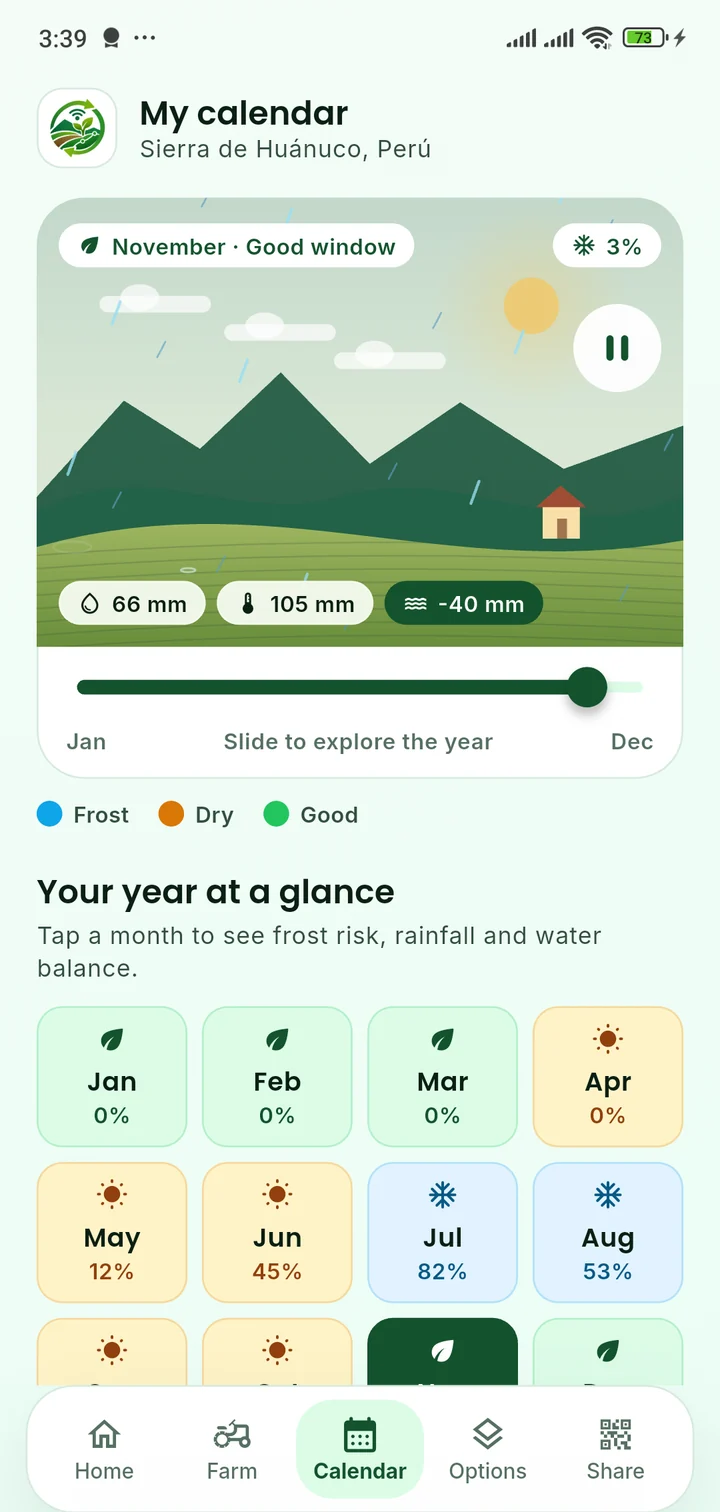 3:39
73
My calendar
Sierra de Huánuco, Perú
November · Good window
3%
66 mm
105 mm
-40 mm
Jan
Slide to explore the year
Dec
Frost
Dry
Good
Your year at a glance
Tap a month to see frost risk, rainfall and water
balance.
Jan
Feb
Mar
Apr
0%
0%
0%
0%
May
Jun
Jul
Aug
12%
45%
82%
53%
Home
Farm
Calendar
Options
Share